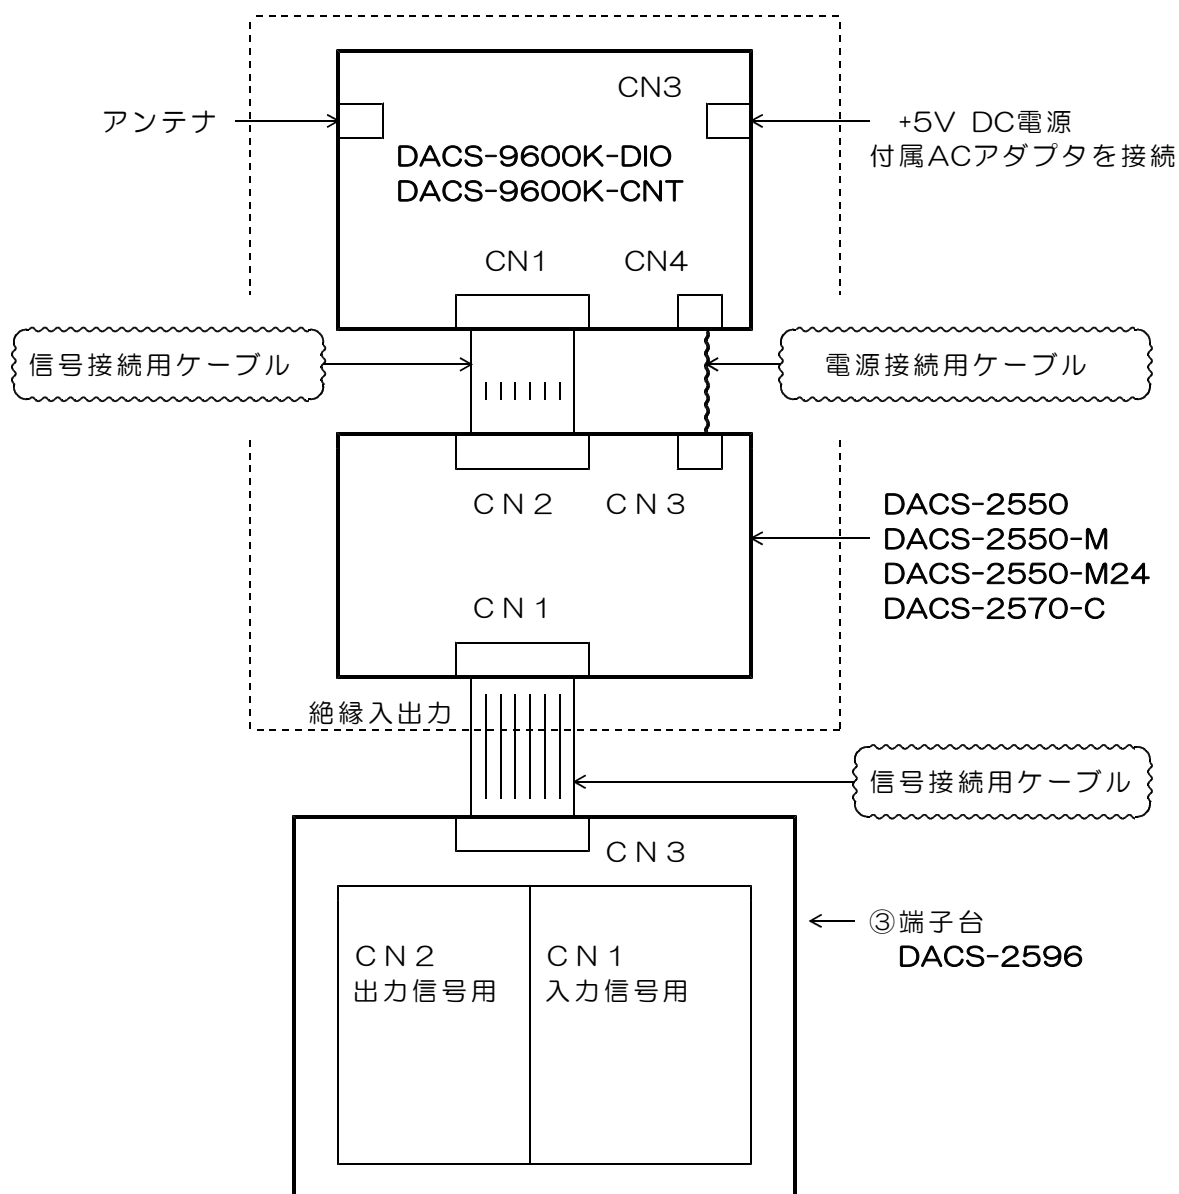 CN3
アンテナ
+5V DC電源
付属ACアダプタを接続
DACS-9600K-DIO
DACS-9600K-CNT
CN1
CN4
信号接続用ケーブル
電源接続用ケーブル
CN2
CN3
DACS-2550
DACS-2550-M
DACS-2550-M24
DACS-2570-C
CN1
絶縁入出力
信号接続用ケーブル
CN3
③端子台
DACS-2596
CN2
出力信号用
CN1
入力信号用